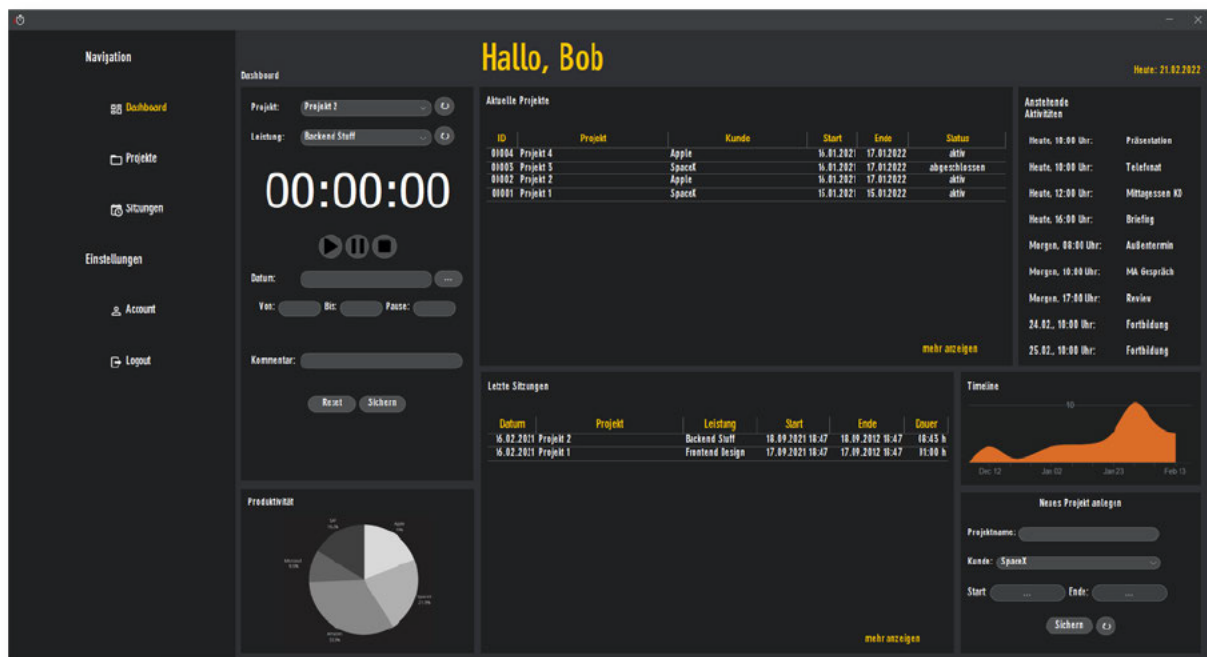 Navigation
Dashboard
Projekte
Sitzungen
Einstellungen
Account
Logout
Hallo, Bob
Heute: 21.02.2022
Dashboard
Projekt: Projekt 2
Leistung: Backend Stuff
00:00:00
Datum: ...
Von: Bis: Pause:
Kommentar:
Reset Sichern
Produktivität
Aktuelle Projekte
ID Projekt Kunde Start Ende Status
01004 Projekt 4 Apple 16.01.2021 17.01.2022 aktiv
Projekt 3 SpaceX 16.01.2021 17.01.2022 abgeschlossen
01002 Projekt 2 Apple 16.01.2021 17.01.2022 aktiv
01001 Projekt 1 SpaceX 15.01.2021 15.01.2022 aktiv
mehr anzeigen
Anstehende
Aktivitäten
Heute, 10:00 Uhr: Präsentation
Heute, 10:00 Uhr: Telefonat
Heute, 12:00 Uhr: Mittagessen
Heute, 16:00 Uhr: Briefing
Morgen, 08:00 Uhr: Außentermin
Morgen, 10:00 Uhr: MA Gespräch
Morgen, 17:00 Uhr: Review
24.02., 10:00 Uhr: Fortbildung
25.02., 10:00 Uhr: Fortbildung
Letzte Sitzungen
Datum Projekt Leistung Start Ende Dauer
16.02.2021 Projekt 2 Backend Stuff 18.09.2021 18:47 18.09.2012 18:47
16.02.2021 Projekt 1 Frontend Design 17.09.2021 18:47 17.09.2012 18:47 01:00 h
mehr anzeigen
Timeline
10
Dec 12 Jan 02 Jan 23 Feb 13
Neues Projekt anlegen
Projektname:
Kunde: SpaceX
Start ... Ende: ...
Sichern